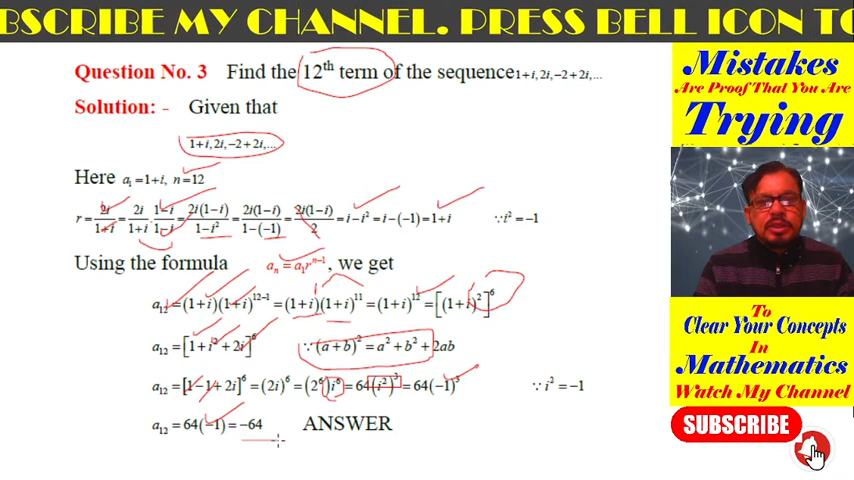 BSCRIBE MY CHANNEL. PRESS BELL ICON TO
Question No. 3 Find the 12th term of the sequence 1+i, 2i, −2+2i,...
Solution: - Given that
1+i, 2i, −2+2i,...
Here a₁ =1+i, n=12
r = 2i/(1+i) = 2i/(1+i) · (1−i)/(1−i) = 2i(1−i)/(1−i²) = 2i(1−i)/(1−(−1)) = 2i(1−i)/2 = i−i² = i−(−1) = 1+i ∵i² = −1
Using the formula aₙ = a₁rⁿ⁻¹, we get
a₁₂ = (1+i)(1+i)¹²⁻¹ = (1+i)(1+i)¹¹ = (1+i)¹² = [(1+i)²]⁶
a₁₂ = [1+i²+2i]⁶ ∵(a+b)² = a²+b²+2ab
a₁₂ = [1−1+2i]⁶ = (2i)⁶ = (2⁶)i⁶ = 64(i²)³ = 64(−1)³ ∵i² = −1
a₁₂ = 64(−1) = −64 ANSWER
Mistakes
Are Proof That You Are
Trying
To
Clear Your Concepts
In
Mathematics
Watch My Channel
SUBSCRIBE